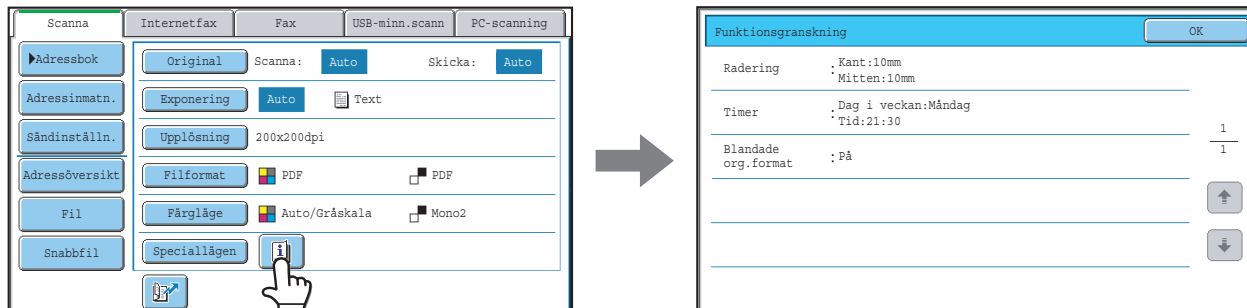 Scanna Internetfax Fax USB-minn.scann PC-scanning
Adressbok
Adressinmatn.
Sändinställn.
Adressöversikt
Fil
Snabbfil
Original Scanna: Auto Skicka: Auto
Exponering Auto Text
Upplösning 200x200dpi
Filformat PDF PDF
Färgläge Auto/Gråskala Mono2
Speciallägen
Funktionsgranskning OK
Radering :Kant:10mm
Mitten:10mm
Timer :Dag i veckan:Måndag
Tid:21:30
Blandade
org.format :På
1
1